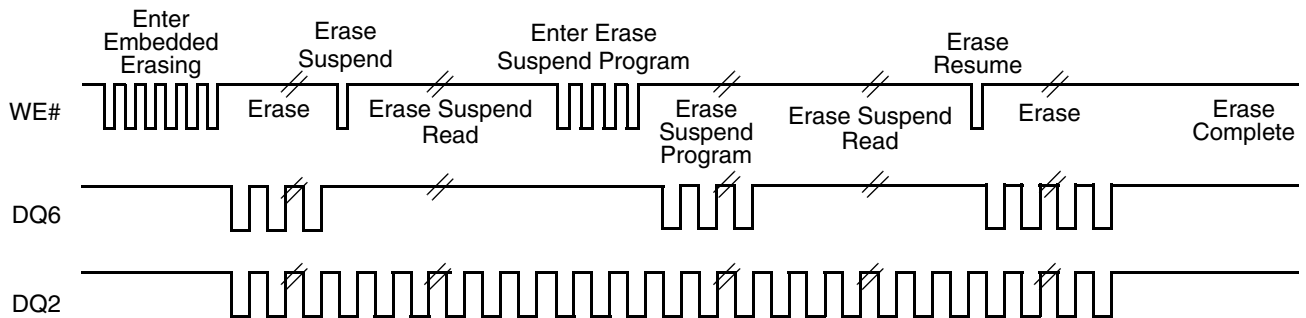 Enter
Embedded
Erasing
Erase
Suspend
Enter Erase
Suspend Program
Erase
Resume
WE#
Erase
Erase Suspend
Read
Erase
Suspend
Program
Erase Suspend
Read
Erase
Erase
Complete
DQ6
DQ2